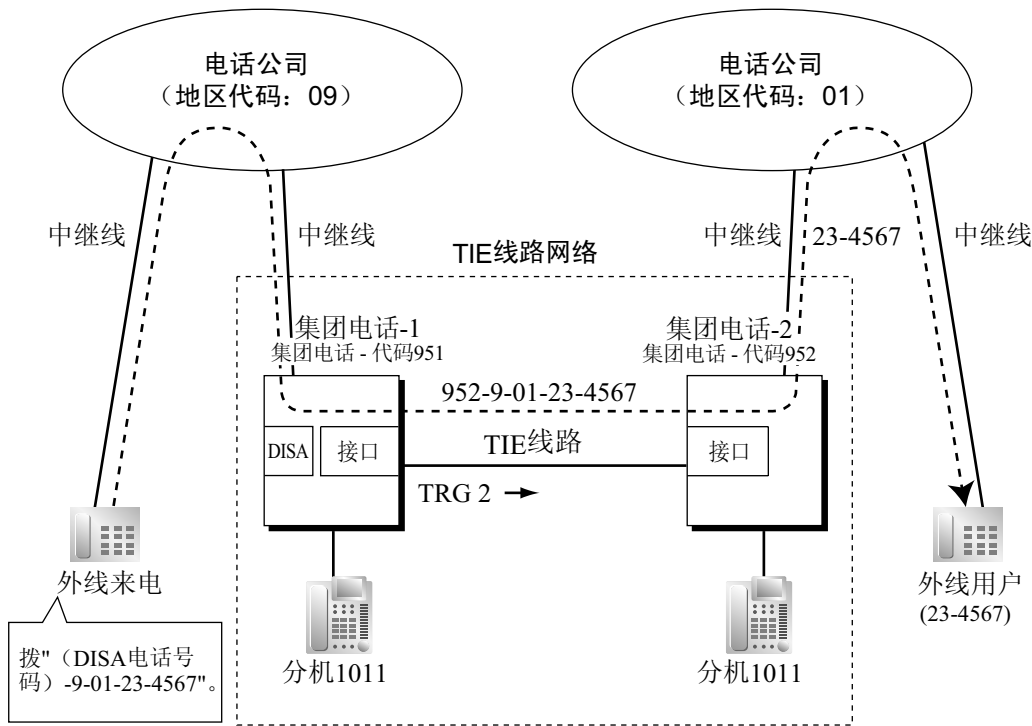 电话公司
（地区代码：09）
电话公司
（地区代码：01）
中继线
中继线
中继线
23-4567
中继线
TIE线路网络
集团电话-1
集团电话 - 代码951
集团电话-2
集团电话 - 代码952
952-9-01-23-4567
DISA
接口
TIE线路
接口
TRG 2
外线来电
外线用户
(23-4567)
拨"（DISA电话号
码）-9-01-23-4567"。
分机1011
分机1011